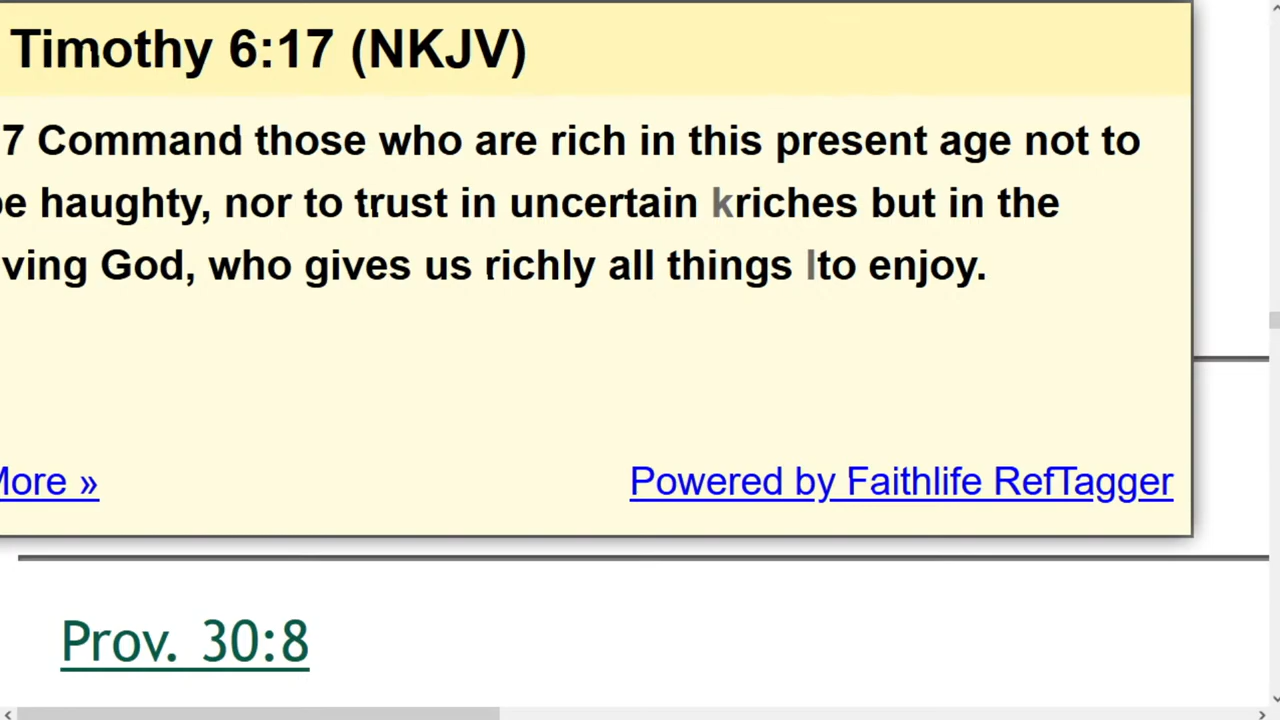 Timothy 6:17 (NKJV)
7 Command those who are rich in this present age not to
be haughty, nor to trust in uncertain kriches but in the
ving God, who gives us richly all things lto enjoy.
More »
Powered by Faithlife RefTagger
Prov. 30:8